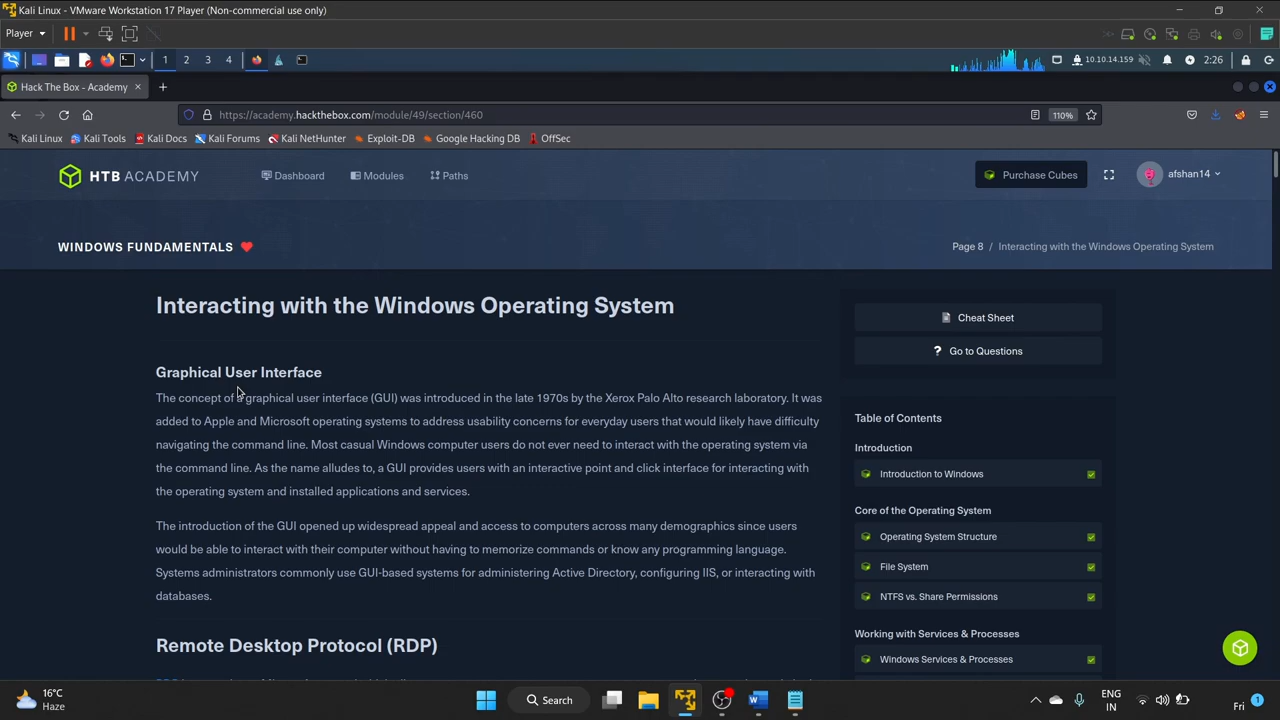 Kali Linux - VMware Workstation 17 Player (Non-commercial use only)
Player
1 2 3 4
10.10.14.159
2:26
Hack The Box - Academy
https://academy.hackthebox.com/module/49/section/460
110%
Kali Linux Kali Tools Kali Docs Kali Forums Kali NetHunter Exploit-DB Google Hacking DB OffSec
HTB ACADEMY
Dashboard Modules Paths
Purchase Cubes
afshan14
WINDOWS FUNDAMENTALS
Page 8 / Interacting with the Windows Operating System
Interacting with the Windows Operating System
Graphical User Interface
The concept of a graphical user interface (GUI) was introduced in the late 1970s by the Xerox Palo Alto research laboratory. It was
added to Apple and Microsoft operating systems to address usability concerns for everyday users that would likely have difficulty
navigating the command line. Most casual Windows computer users do not ever need to interact with the operating system via
the command line. As the name alludes to, a GUI provides users with an interactive point and click interface for interacting with
the operating system and installed applications and services.
The introduction of the GUI opened up widespread appeal and access to computers across many demographics since users
would be able to interact with their computer without having to memorize commands or know any programming language.
Systems administrators commonly use GUI-based systems for administering Active Directory, configuring IIS, or interacting with
databases.
Remote Desktop Protocol (RDP)
Cheat Sheet
Go to Questions
Table of Contents
Introduction
Introduction to Windows
Core of the Operating System
Operating System Structure
File System
NTFS vs. Share Permissions
Working with Services & Processes
Windows Services & Processes
16°C
Haze
Search
ENG
IN
Fri
1